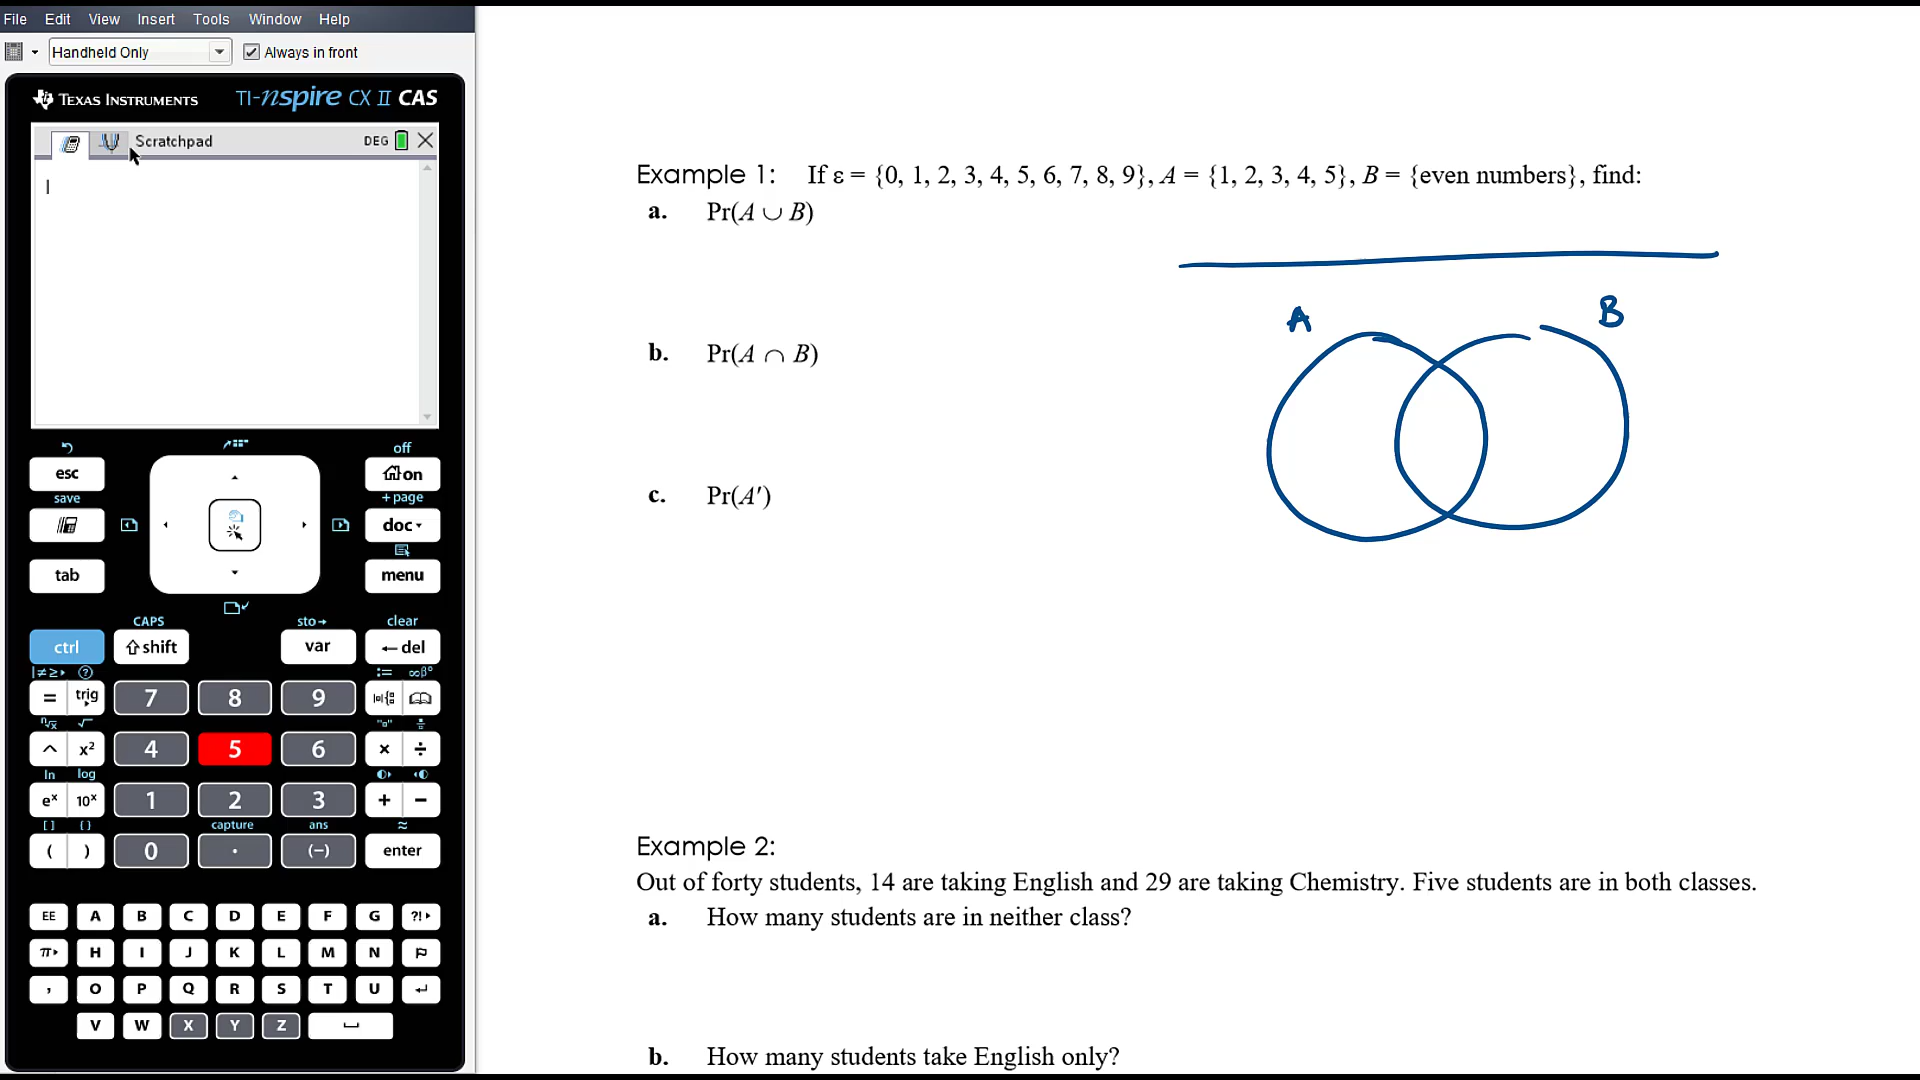 File Edit View Insert Tools Window Help
Handheld Only Always in front
TEXAS INSTRUMENTS TI-nspire CX II CAS
Scratchpad DEG
esc off on
save + page
doc
tab menu
CAPS sto→ clear
ctrl ⇧shift var ←del
= trig 7 8 9
^ x² 4 5 6 × ÷
ln log
eˣ 10ˣ 1 2 3 + −
[ ] { } capture ans ≈
( ) 0 . (−) enter
EE A B C D E F G ?!▸
π▸ H I J K L M N
, O P Q R S T U ↵
V W X Y Z
Example 1: If ε = {0, 1, 2, 3, 4, 5, 6, 7, 8, 9}, A = {1, 2, 3, 4, 5}, B = {even numbers}, find:
a. Pr(A ∪ B)
A B
b. Pr(A ∩ B)
c. Pr(A′)
Example 2:
Out of forty students, 14 are taking English and 29 are taking Chemistry. Five students are in both classes.
a. How many students are in neither class?
b. How many students take English only?